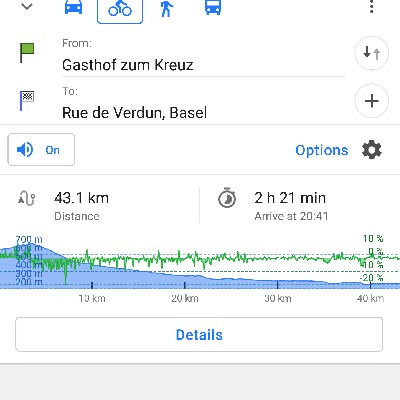 From:
Gasthof zum Kreuz
To:
Rue de Verdun, Basel
On
Options
43.1 km
Distance
2 h 21 min
Arrive at 20:41
700 m
600 m
500 m
400 m
300 m
200 m
10 %
0 %
-10 %
-20 %
10 km
20 km
30 km
40 km
Details